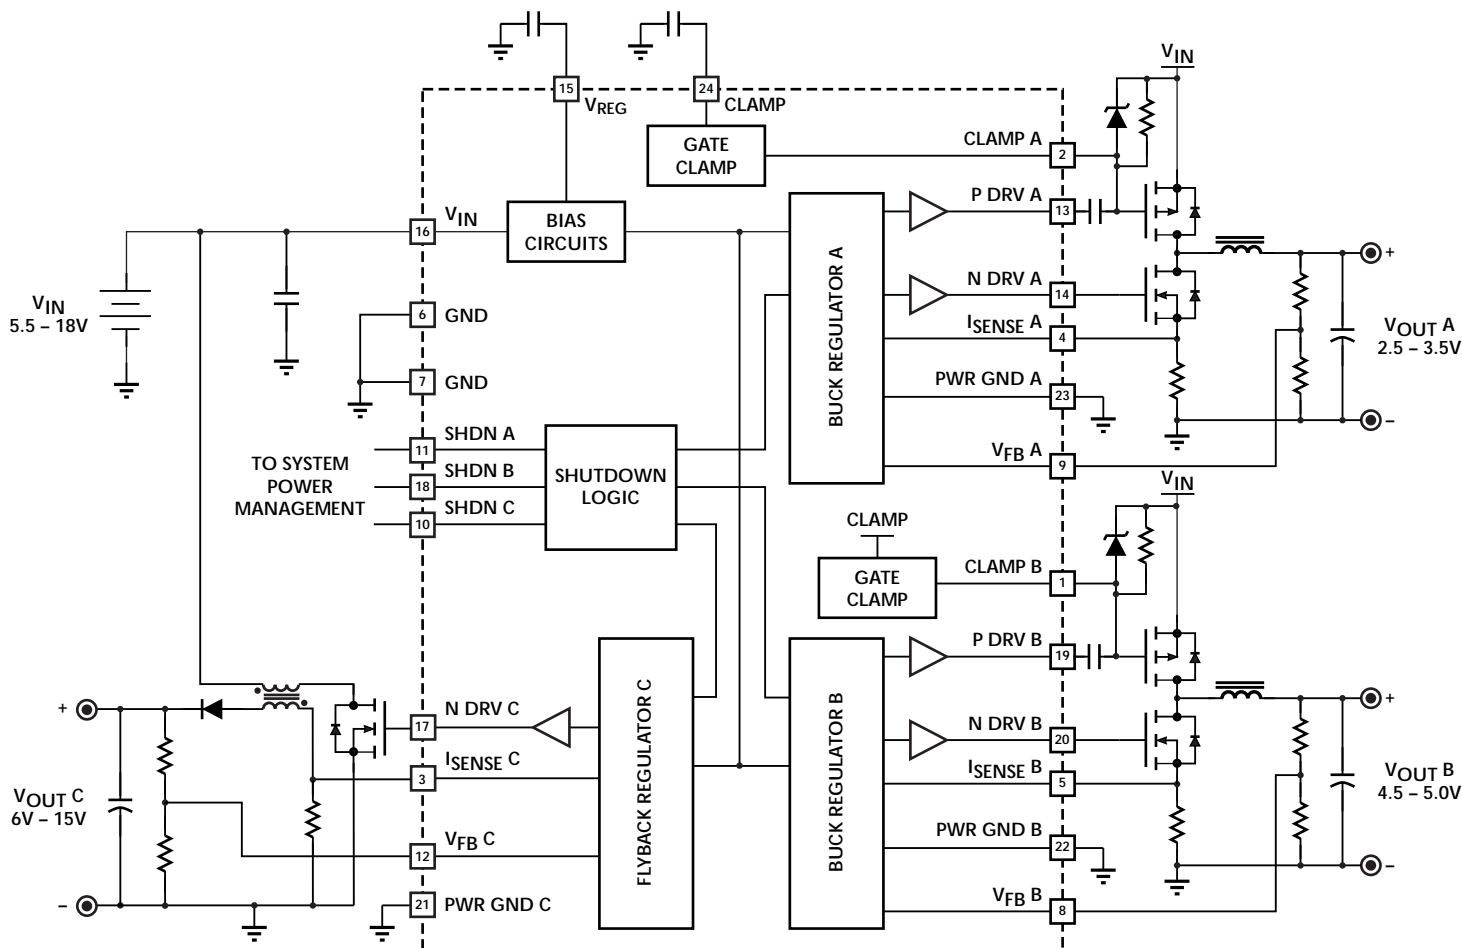 15
VREG
24
CLAMP
VIN
GATE
CLAMP
CLAMP A
2
P DRV A
13
VIN
16
BIAS
CIRCUITS
BUCK REGULATOR A
N DRV A
14
+
VIN
5.5 – 18V
6
GND
ISENSE A
4
VOUT A
2.5 – 3.5V
7
GND
PWR GND A
23
–
TO SYSTEM
POWER
MANAGEMENT
11
SHDN A
18
SHDN B
10
SHDN C
SHUTDOWN
LOGIC
VFB A
9
VIN
CLAMP
GATE
CLAMP
CLAMP B
1
P DRV B
19
BUCK REGULATOR B
N DRV B
20
+
ISENSE B
5
VOUT B
4.5 – 5.0V
PWR GND B
22
–
VFB B
8
+
17
N DRV C
FLYBACK REGULATOR C
3
ISENSE C
VOUT C
6V – 15V
12
VFB C
–
21
PWR GND C